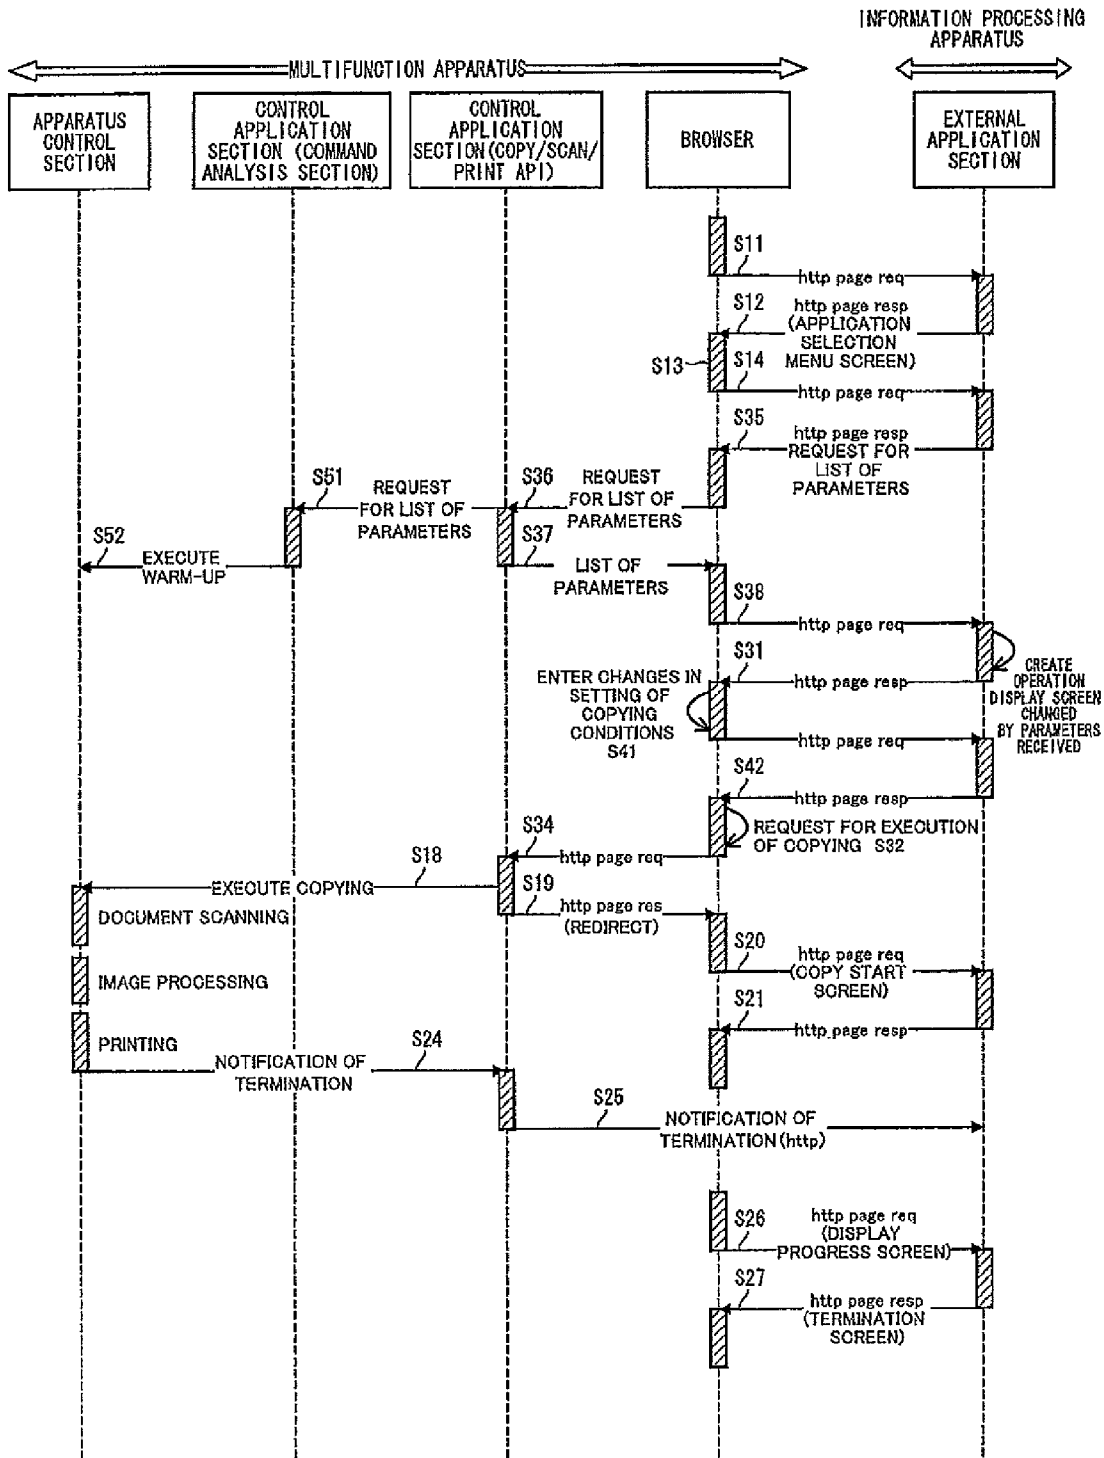 INFORMATION PROCESSING
APPARATUS
MULTIFUNCTION APPARATUS
APPARATUS
CONTROL
SECTION
CONTROL
APPLICATION
SECTION (COMMAND
ANALYSIS SECTION)
CONTROL
APPLICATION
SECTION(COPY/SCAN/
PRINT API)
BROWSER
EXTERNAL
APPLICATION
SECTION
S11
http page req
S12
http page resp
(APPLICATION
SELECTION
MENU SCREEN)
S13
S14
http page req
S35
http page resp
REQUEST FOR
LIST OF
PARAMETERS
S36
REQUEST
FOR LIST OF
PARAMETERS
S51
REQUEST
FOR LIST OF
PARAMETERS
S52
EXECUTE
WARM-UP
S37
LIST OF
PARAMETERS
S38
http page req
CREATE
OPERATION
DISPLAY SCREEN
CHANGED
BY PARAMETERS
RECEIVED
S31
http page resp
ENTER CHANGES IN
SETTING OF
COPYING
CONDITIONS
S41
http page req
S42
http page resp
REQUEST FOR EXECUTION
OF COPYING S32
S34
http page req
S18
EXECUTE COPYING
DOCUMENT SCANNING
S19
http page res
(REDIRECT)
S20
http page req
(COPY START
SCREEN)
IMAGE PROCESSING
S21
http page resp
PRINTING
S24
NOTIFICATION OF
TERMINATION
S25
NOTIFICATION OF
TERMINATION(http)
S26
http page req
(DISPLAY
PROGRESS SCREEN)
S27
http page resp
(TERMINATION
SCREEN)